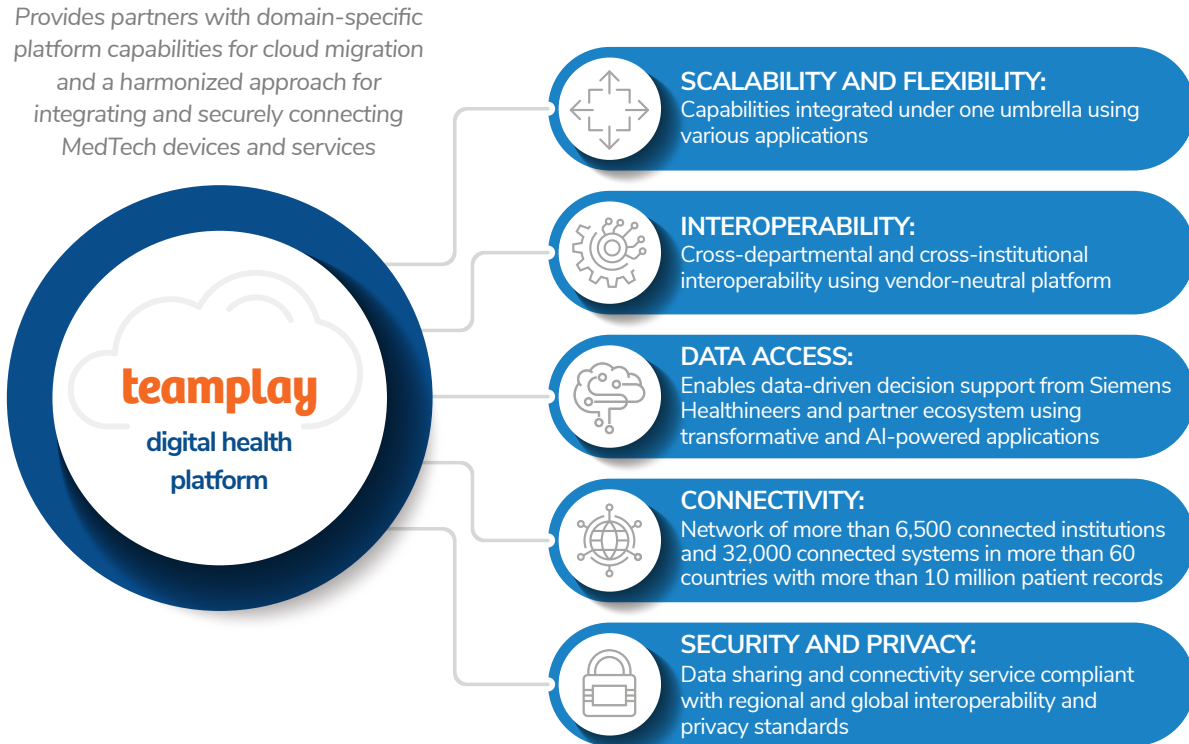 Provides partners with domain-specific
platform capabilities for cloud migration
and a harmonized approach for
integrating and securely connecting
MedTech devices and services
teamplay
digital health
platform
SCALABILITY AND FLEXIBILITY:
Capabilities integrated under one umbrella using
various applications
INTEROPERABILITY:
Cross-departmental and cross-institutional
interoperability using vendor-neutral platform
DATA ACCESS:
Enables data-driven decision support from Siemens
Healthineers and partner ecosystem using
transformative and AI-powered applications
CONNECTIVITY:
Network of more than 6,500 connected institutions
and 32,000 connected systems in more than 60
countries with more than 10 million patient records
SECURITY AND PRIVACY:
Data sharing and connectivity service compliant
with regional and global interoperability and
privacy standards